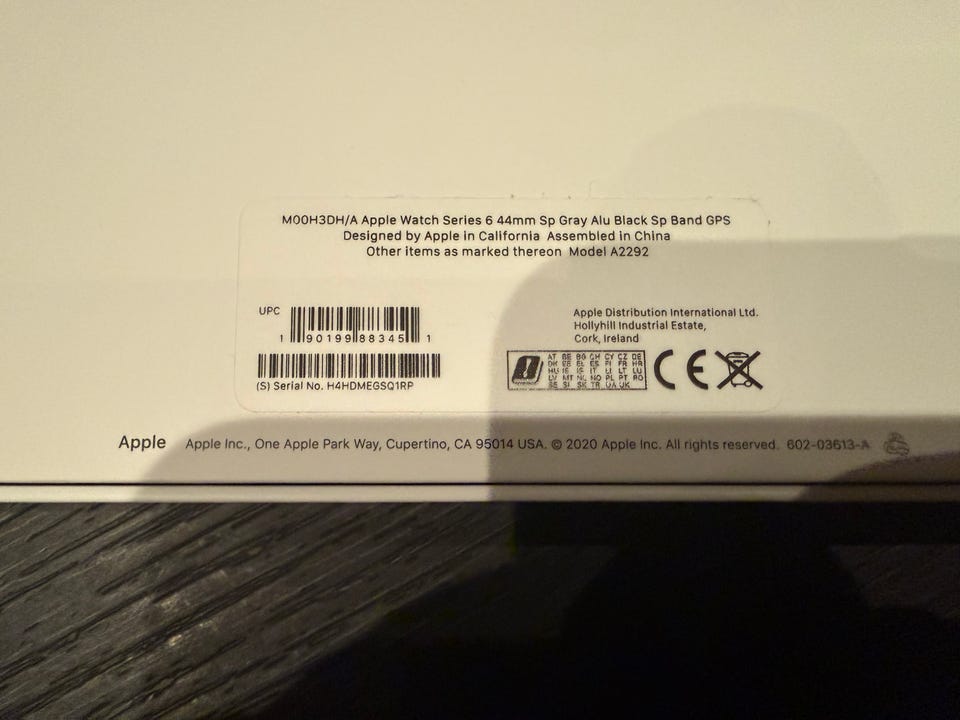 M00H3DH/A Apple Watch Series 6 44mm Sp Gray Alu Black Sp Band GPS
Designed by Apple in California Assembled in China
Other items as marked thereon Model A2292
UPC
1 90199 88345 1
(S) Serial No. H4HDMEGSQ1RP
Apple Distribution International Ltd.
Hollyhill Industrial Estate,
Cork, Ireland
AT BE BG CH CY CZ DE
DK EE EL ES FI FR HR
HU IE IS IT LI LT LU
LV MT NL NO PL PT RO
SE SI SK TR UA UK
CE
Apple Apple Inc., One Apple Park Way, Cupertino, CA 95014 USA. © 2020 Apple Inc. All rights reserved. 602-03613-A